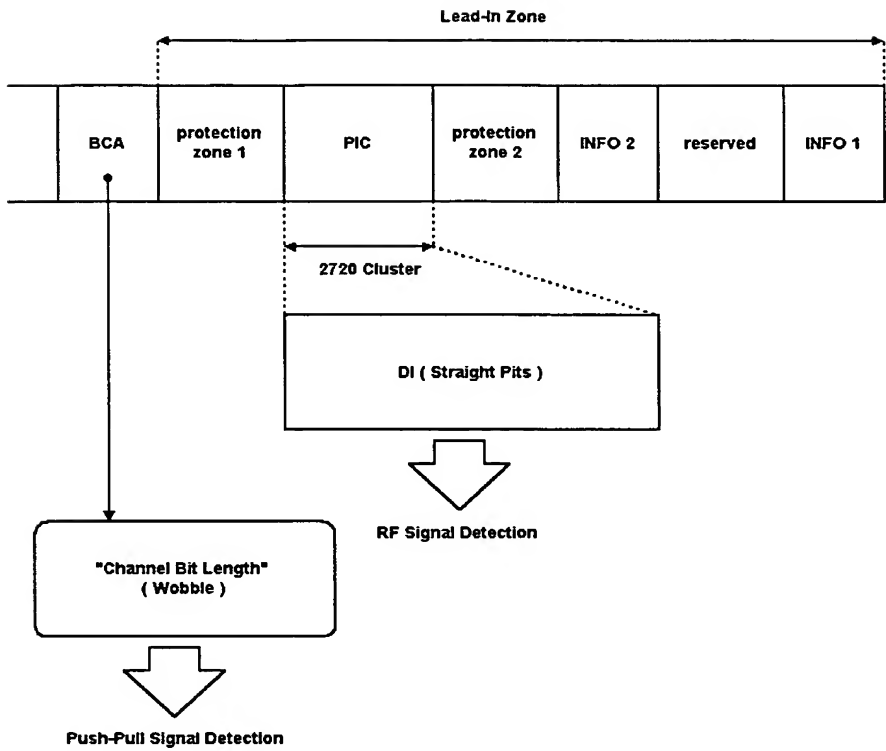 Lead-In Zone
BCA
protection
zone 1
PIC
protection
zone 2
INFO 2
reserved
INFO 1
2720 Cluster
DI ( Straight Pits )
RF Signal Detection
"Channel Bit Length"
( Wobble )
Push-Pull Signal Detection